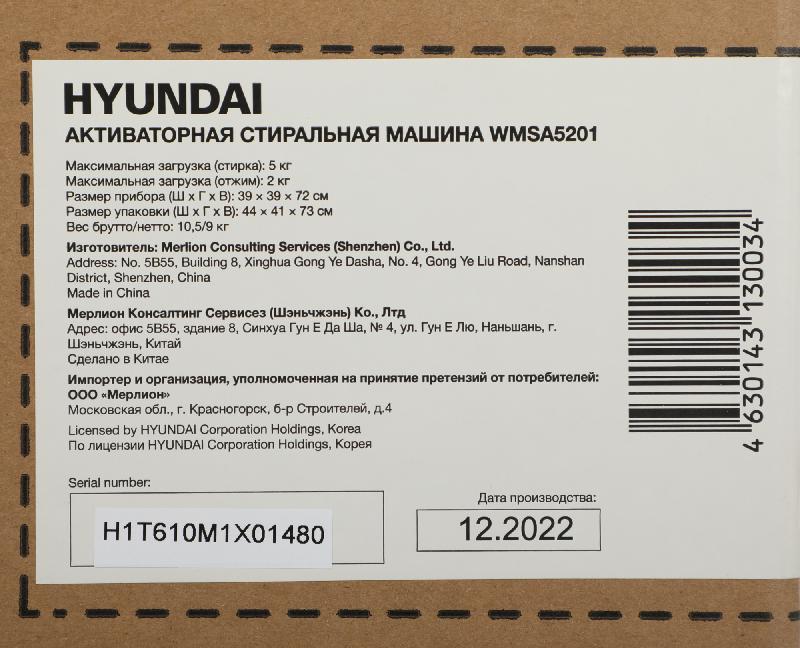 HYUNDAI
АКТИВАТОРНАЯ СТИРАЛЬНАЯ МАШИНА WMSA5201
Максимальная загрузка (стирка): 5 кг
Максимальная загрузка (отжим): 2 кг
Размер прибора (Ш х Г х В): 39 × 39 × 72 см
Размер упаковки (Ш х Г х В): 44 × 41 × 73 см
Вес брутто/нетто: 10,5/9 кг
Изготовитель: Merlion Consulting Services (Shenzhen) Co., Ltd.
Address: No. 5B55, Building 8, Xinghua Gong Ye Dasha, No. 4, Gong Ye Liu Road, Nanshan
District, Shenzhen, China
Made in China
Мерлион Консалтинг Сервисез (Шэньчжэнь) Ко., Лтд
Адрес: офис 5В55, здание 8, Синхуа Гун Е Да Ша, № 4, ул. Гун Е Лю, Наньшань, г.
Шэньчжэнь, Китай
Сделано в Китае
Импортер и организация, уполномоченная на принятие претензий от потребителей:
ООО «Мерлион»
Московская обл., г. Красногорск, б-р Строителей, д.4
Licensed by HYUNDAI Corporation Holdings, Korea
По лицензии HYUNDAI Corporation Holdings, Корея
Serial number:
H1T610M1X01480
Дата производства:
12.2022
4 630143 130034